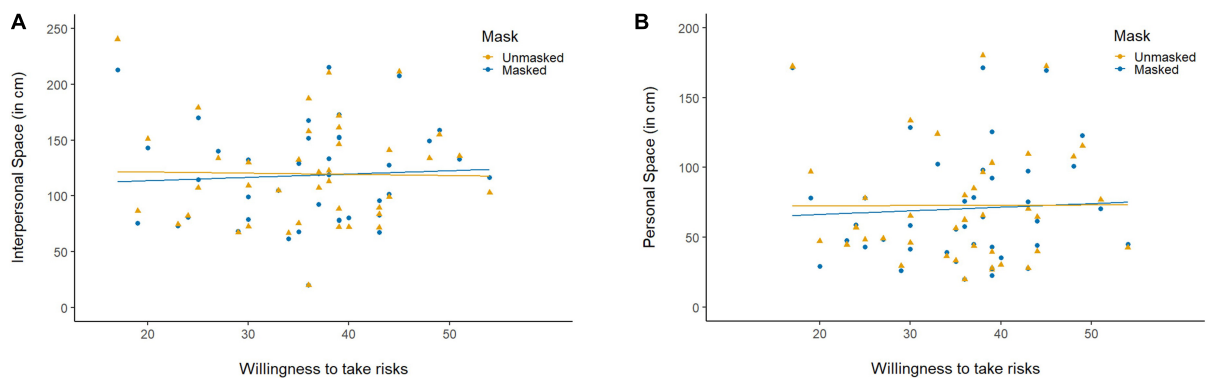 A
Interpersonal Space (in cm)
250
200
150
100
50
0
20
30
40
50
Willingness to take risks
Mask
Unmasked
Masked
B
Personal Space (in cm)
200
150
100
50
0
20
30
40
50
Willingness to take risks
Mask
Unmasked
Masked